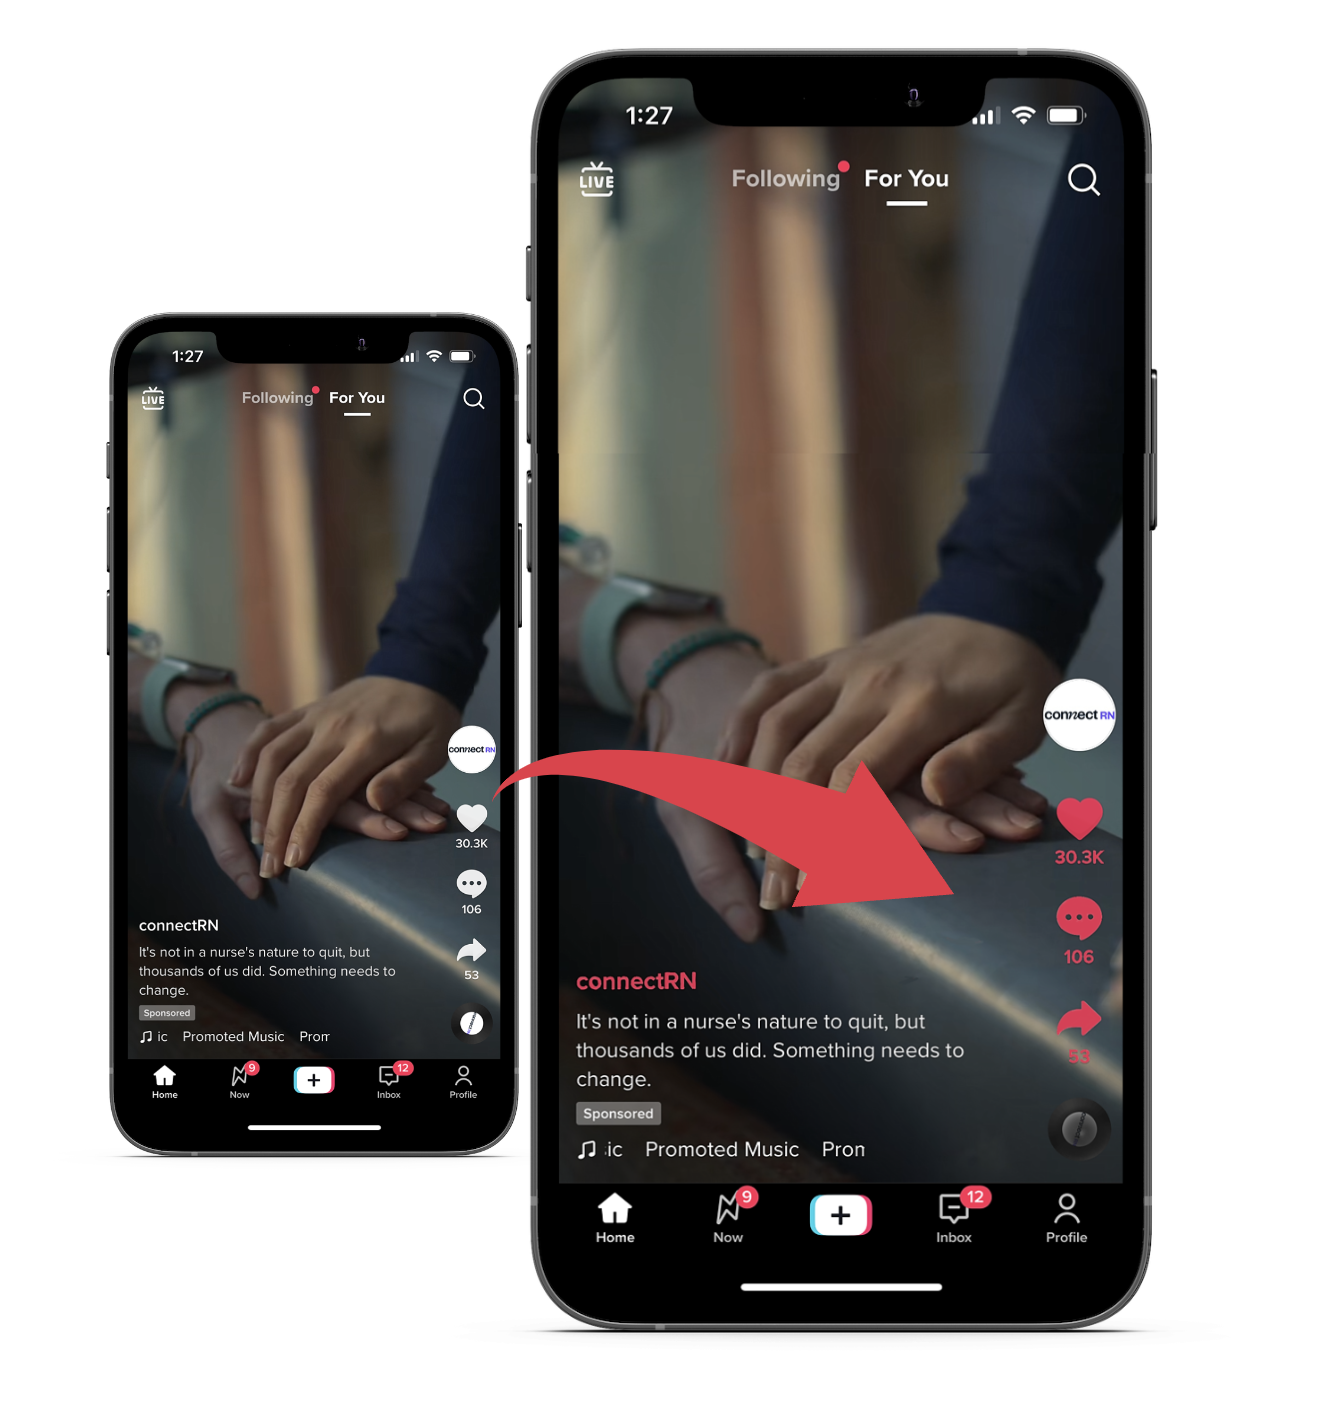 1:27
LIVE
Following For You
connectRN
30.3K
106
connectRN
It's not in a nurse's nature to quit, but
thousands of us did. Something needs to
change.
53
Sponsored
ic Promoted Music Pron
9
12
Home Now Inbox Profile
1:27
LIVE
Following For You
connectRN
30.3K
106
connectRN
It's not in a nurse's nature to quit, but
thousands of us did. Something needs to
change.
53
Sponsored
ic Promoted Music Pron
9
12
Home Now Inbox Profile